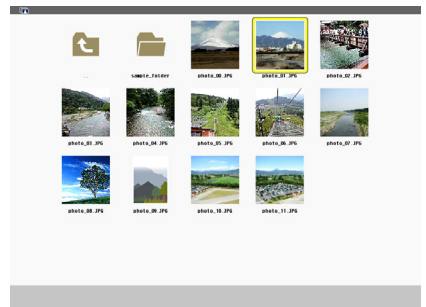 ..
sample_folder
photo_00.JPG
photo_01.JPG
photo_02.JPG
photo_03.JPG
photo_04.JPG
photo_05.JPG
photo_06.JPG
photo_07.JPG
photo_08.JPG
photo_09.JPG
photo_10.JPG
photo_11.JPG